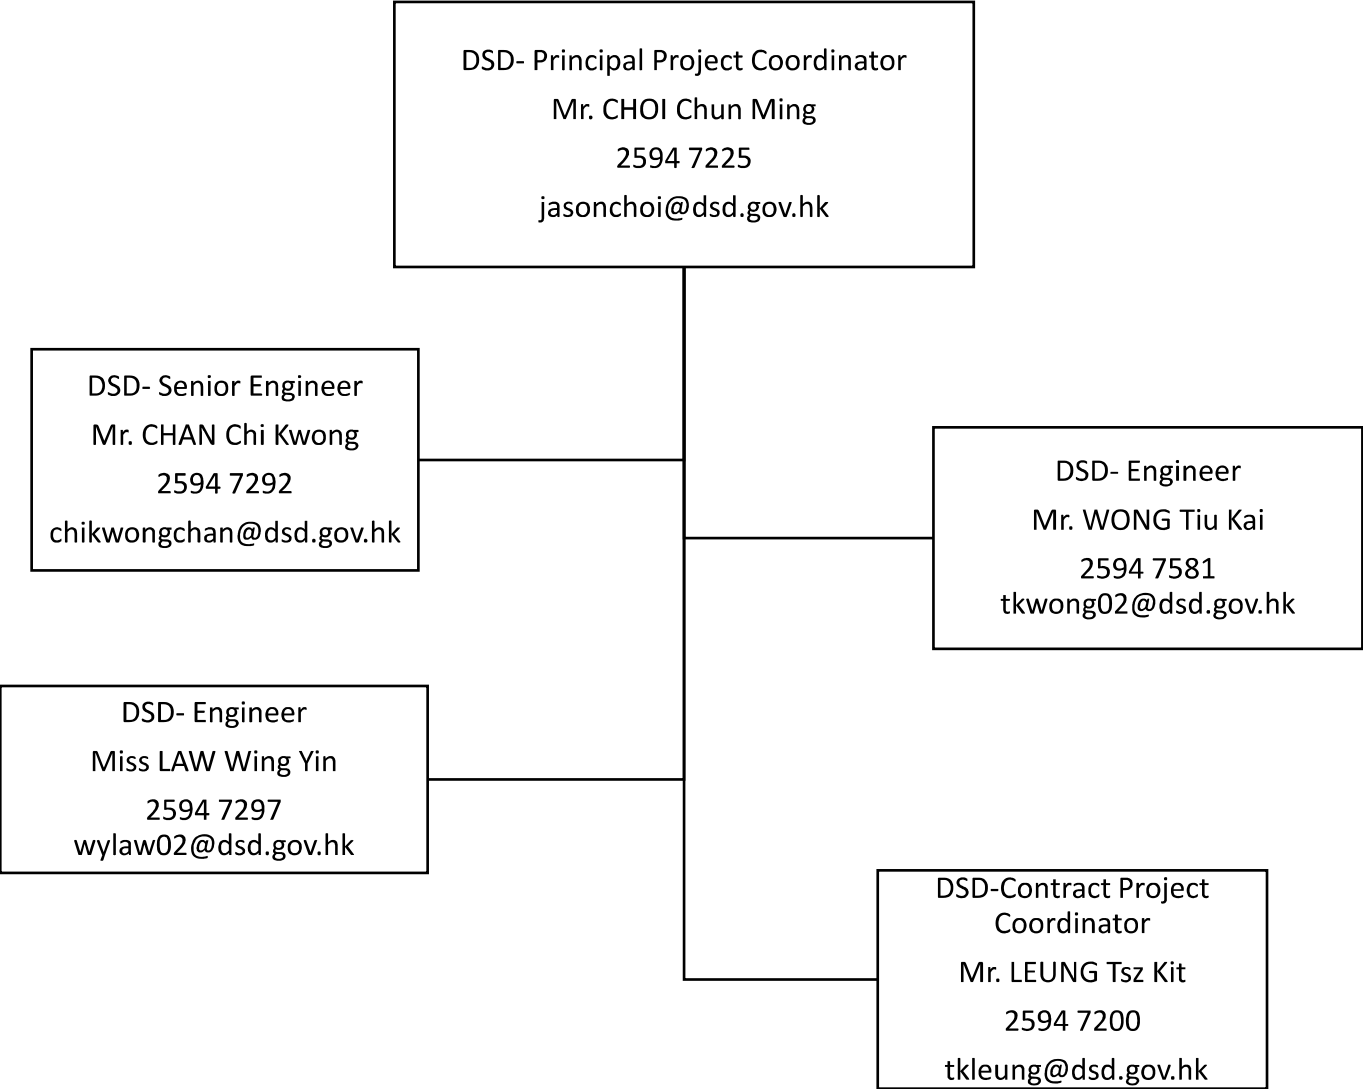 DSD- Principal Project Coordinator
Mr. CHOI Chun Ming
2594 7225
jasonchoi@dsd.gov.hk
DSD- Senior Engineer
Mr. CHAN Chi Kwong
2594 7292
chikwongchan@dsd.gov.hk
DSD- Engineer
Mr. WONG Tiu Kai
2594 7581
tkwong02@dsd.gov.hk
DSD- Engineer
Miss LAW Wing Yin
2594 7297
wylaw02@dsd.gov.hk
DSD-Contract Project
Coordinator
Mr. LEUNG Tsz Kit
2594 7200
tkleung@dsd.gov.hk